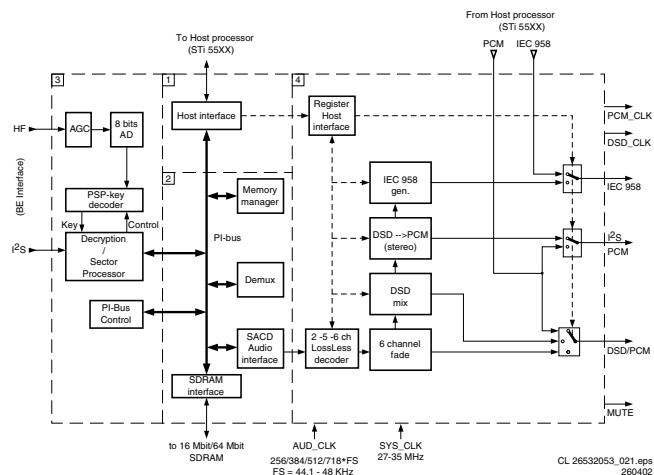 From Host processor
(STi 55XX)
To Host processor
(STi 55XX)
PCM
IEC 958
3
1
4
HF
AGC
8 bits
AD
Host interface
Register
Host
interface
PCM_CLK
DSD_CLK
(BE Interface)
2
PSP-key
decoder
Memory
manager
IEC 958
gen.
IEC 958
Key
Control
PI-bus
I²S
Decryption
/
Sector
Processor
DSD -->PCM
(stereo)
I²S
PCM
Demux
DSD
mix
PI-Bus
Control
SACD
Audio
interface
2 -5 -6 ch
LossLess
decoder
6 channel
fade
DSD/PCM
SDRAM
interface
MUTE
to 16 Mbit/64 Mbit
SDRAM
AUD_CLK
256/384/512/718*FS
FS = 44.1 - 48 KHz
SYS_CLK
27-35 MHz
CL 26532053_021.eps
260402